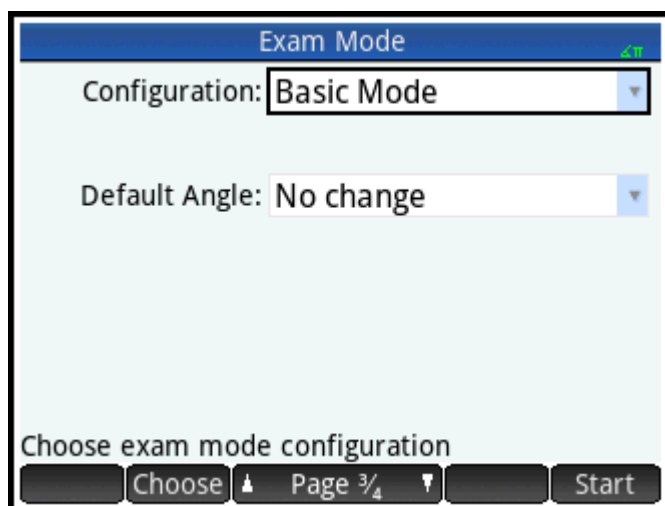 Exam Mode
∡π
Configuration: Basic Mode
Default Angle: No change
Choose exam mode configuration
Choose Page ¾ Start